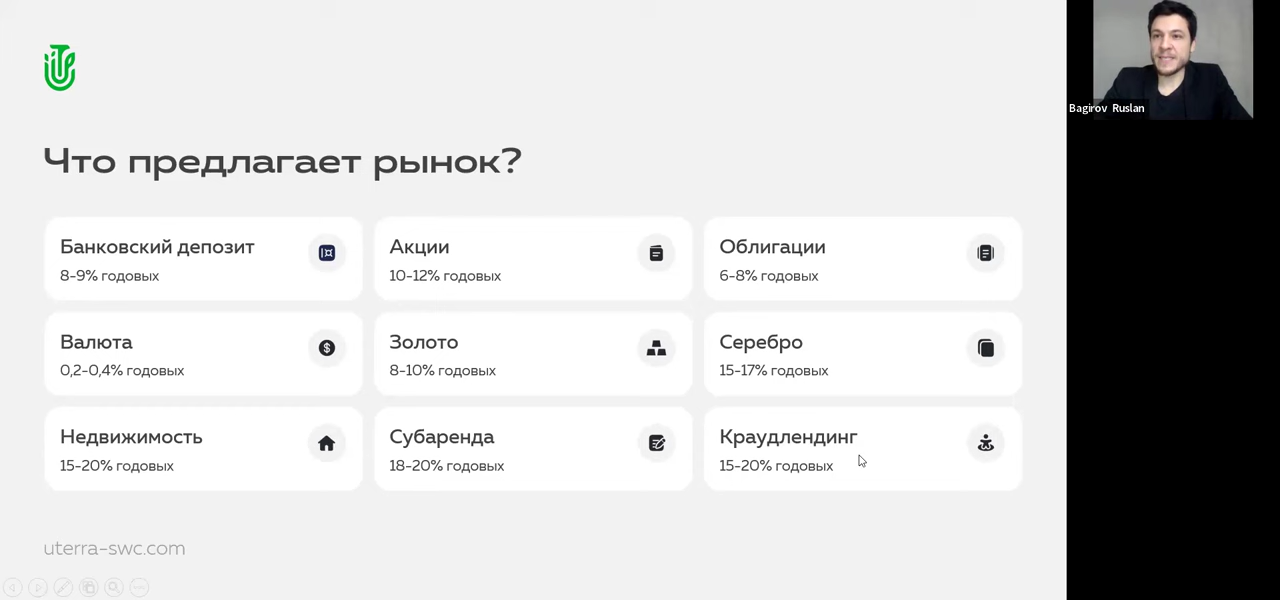 Bagirov Ruslan
Что предлагает рынок?
Банковский депозит
8-9% годовых
Акции
10-12% годовых
Облигации
6-8% годовых
Валюта
0,2-0,4% годовых
Золото
8-10% годовых
Серебро
15-17% годовых
Недвижимость
15-20% годовых
Субаренда
18-20% годовых
Краудлендинг
15-20% годовых
uterra-swc.com